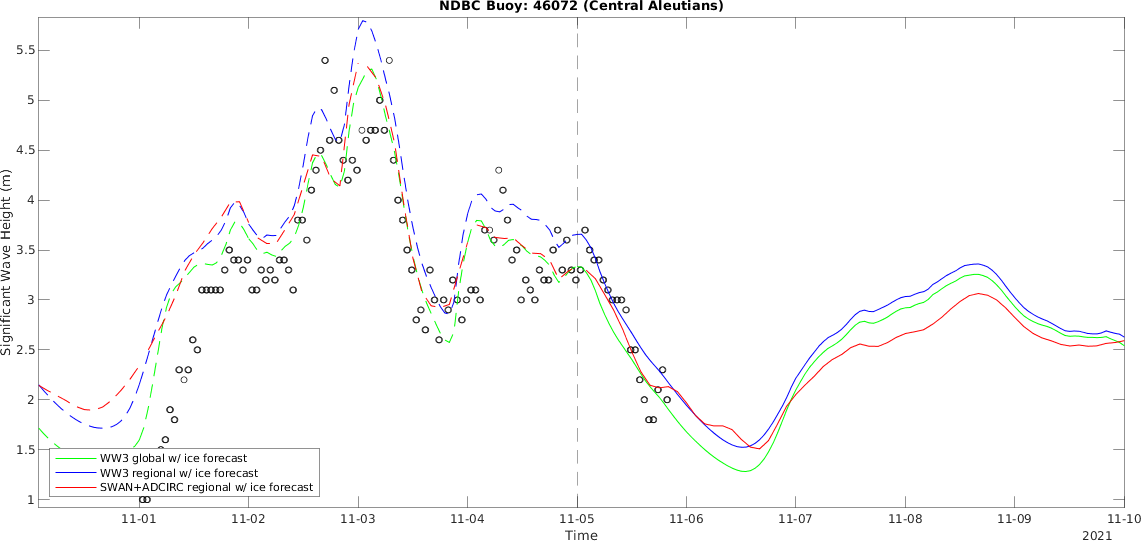 NDBC Buoy: 46072 (Central Aleutians)
5.5
5
4.5
4
3.5
3
2.5
2
1.5
1
Significant Wave Height (m)
WW3 global w/ ice forecast
WW3 regional w/ ice forecast
SWAN+ADCIRC regional w/ ice forecast
11-01 11-02 11-03 11-04 11-05 11-06 11-07 11-08 11-09 11-10
Time 2021